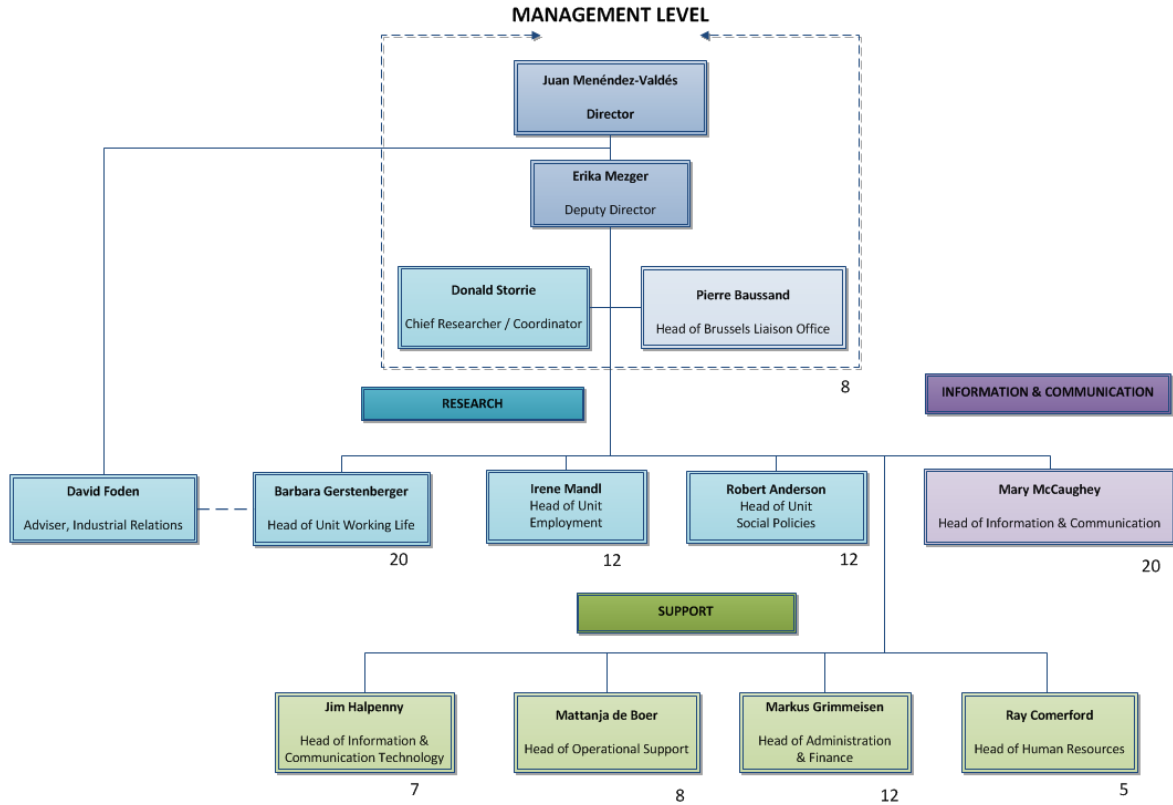 MANAGEMENT LEVEL
Juan Menéndez-Valdés
Director
Erika Mezger
Deputy Director
Donald Storrie
Chief Researcher / Coordinator
Pierre Baussand
Head of Brussels Liaison Office
8
RESEARCH
INFORMATION & COMMUNICATION
David Foden
Adviser, Industrial Relations
Barbara Gerstenberger
Head of Unit Working Life
20
Irene Mandl
Head of Unit
Employment
12
Robert Anderson
Head of Unit
Social Policies
12
Mary McCaughey
Head of Information & Communication
20
SUPPORT
Jim Halpenny
Head of Information &
Communication Technology
7
Mattanja de Boer
Head of Operational Support
8
Markus Grimmeisen
Head of Administration
& Finance
12
Ray Comerford
Head of Human Resources
5